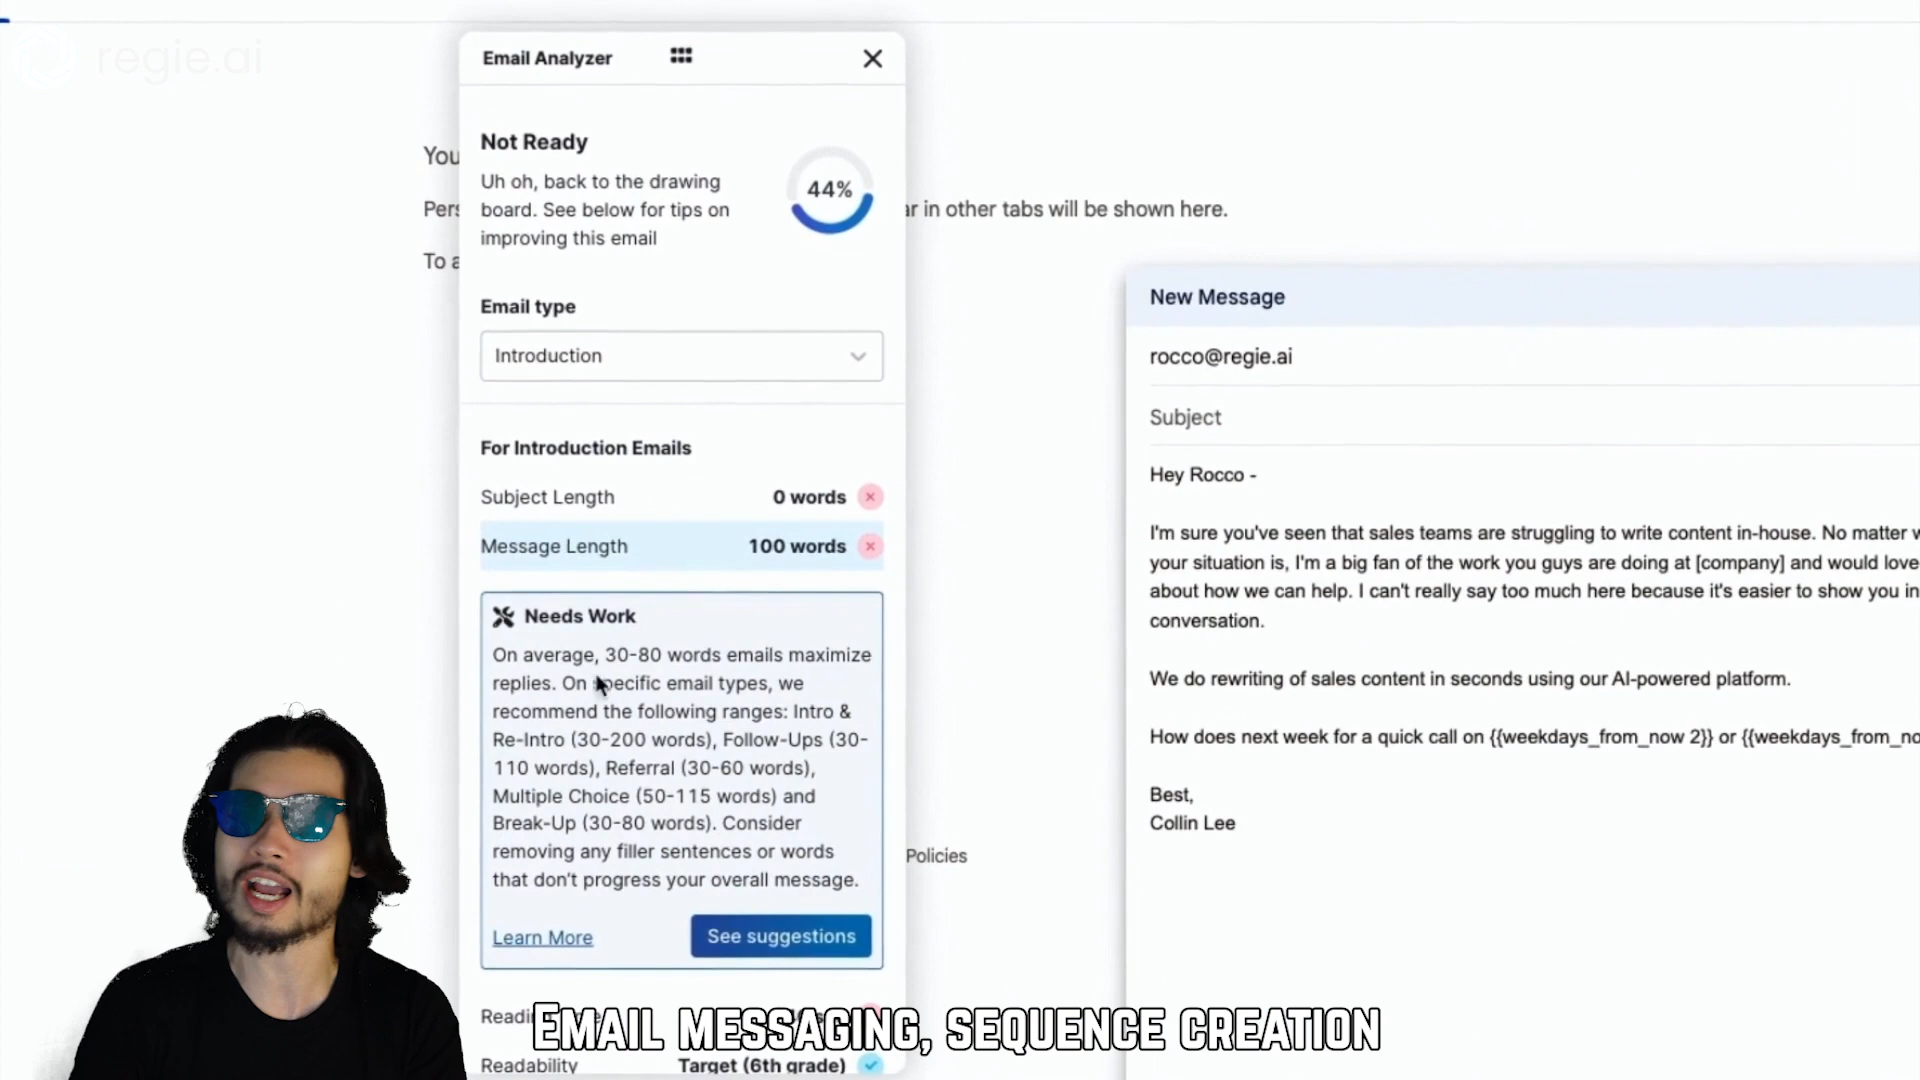 regie.ai
Email Analyzer
Not Ready
Uh oh, back to the drawing
board. See below for tips on
improving this email
44%
Email type
Introduction
For Introduction Emails
Subject Length 0 words
Message Length 100 words
Needs Work
On average, 30-80 words emails maximize
replies. On specific email types, we
recommend the following ranges: Intro &
Re-Intro (30-200 words), Follow-Ups (30-
110 words), Referral (30-60 words),
Multiple Choice (50-115 words) and
Break-Up (30-80 words). Consider
removing any filler sentences or words
that don't progress your overall message.
Learn More
See suggestions
Readability Target (6th grade)
You
in other tabs will be shown here.
To
Policies
New Message
rocco@regie.ai
Subject
Hey Rocco -
I'm sure you've seen that sales teams are struggling to write content in-house. No matter
your situation is, I'm a big fan of the work you guys are doing at [company] and would love
about how we can help. I can't really say too much here because it's easier to show you in
conversation.
We do rewriting of sales content in seconds using our AI-powered platform.
How does next week for a quick call on {{weekdays_from_now 2}} or {{weekdays_from_no
Best,
Collin Lee
EMAIL MESSAGING, SEQUENCE CREATION